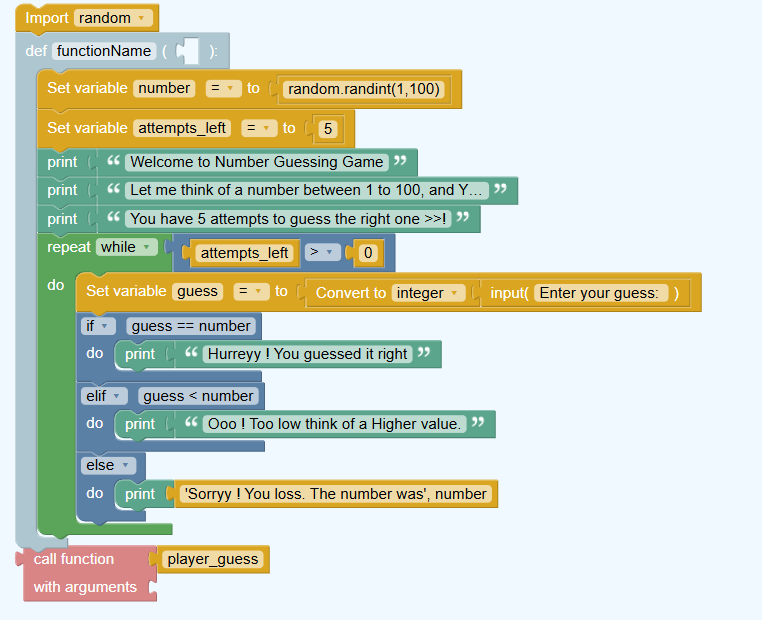 Import random
def functionName ( ):
Set variable number = to random.randint(1,100)
Set variable attempts_left = to 5
print “ Welcome to Number Guessing Game ”
print “ Let me think of a number between 1 to 100, and Y... ”
print “ You have 5 attempts to guess the right one >>! ”
repeat while attempts_left > 0
do Set variable guess = to Convert to integer input( Enter your guess: )
if guess == number
do print “ Hurreyy ! You guessed it right ”
elif guess < number
do print “ Ooo ! Too low think of a Higher value. ”
else
do print 'Sorryy ! You loss. The number was', number
call function player_guess
with arguments